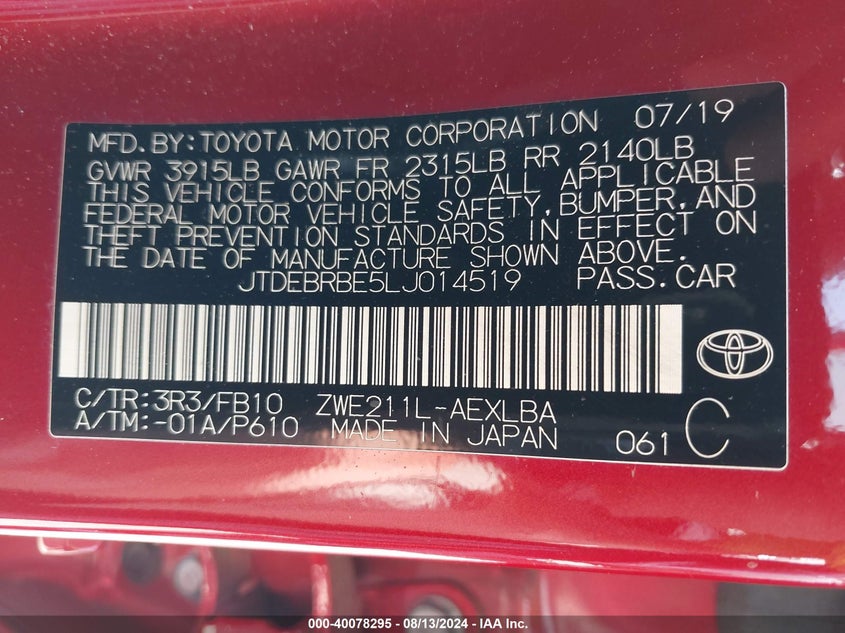 MFD.BY:TOYOTA MOTOR CORPORATION 07/19
GVWR 3915LB GAWR FR 2315LB RR 2140LB
THIS VEHICLE CONFORMS TO ALL APPLICABLE
FEDERAL MOTOR VEHICLE SAFETY,BUMPER,AND
THEFT PREVENTION STANDARDS IN EFFECT ON
THE DATE OF MANUFACTURE SHOWN ABOVE.
JTDEBRBE5LJ014519 PASS.CAR
C/TR:3R3/FB10 ZWE211L-AEXLBA
A/TM:-01A/P610 MADE IN JAPAN 061 C
000-40078295 - 08/13/2024 - IAA Inc.